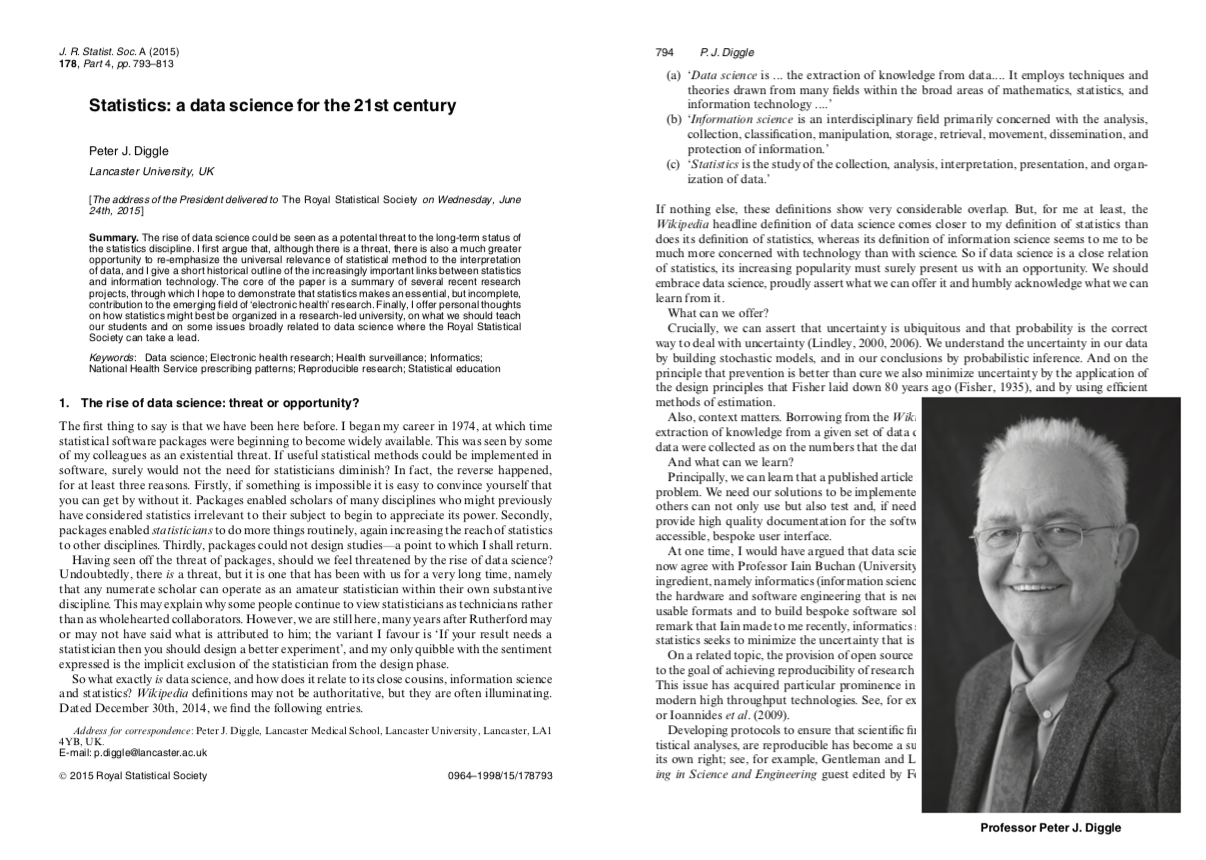 J. R. Statist. Soc. A (2015)
178, Part 4, pp. 793–813
Statistics: a data science for the 21st century
Peter J. Diggle
Lancaster University, UK
[The address of the President delivered to The Royal Statistical Society on Wednesday, June
24th, 2015]
Summary. The rise of data science could be seen as a potential threat to the long-term status of
the statistics discipline. I first argue that, although there is a threat, there is also a much greater
opportunity to re-emphasize the universal relevance of statistical method to the interpretation
of data, and I give a short historical outline of the increasingly important links between statistics
and information technology. The core of the paper is a summary of several recent research
projects, through which I hope to demonstrate that statistics makes an essential, but incomplete,
contribution to the emerging field of 'electronic health' research. Finally, I offer personal thoughts
on how statistics might best be organized in a research-led university, on what we should teach
our students and on some issues broadly related to data science where the Royal Statistical
Society can take a lead.
Keywords: Data science; Electronic health research; Health surveillance; Informatics;
National Health Service prescribing patterns; Reproducible research; Statistical education
1. The rise of data science: threat or opportunity?
The first thing to say is that we have been here before. I began my career in 1974, at which time
statistical software packages were beginning to become widely available. This was seen by some
of my colleagues as an existential threat. If useful statistical methods could be implemented in
software, surely would not the need for statisticians diminish? In fact, the reverse happened,
for at least three reasons. Firstly, if something is impossible it is easy to convince yourself that
you can get by without it. Packages enabled scholars of many disciplines who might previously
have considered statistics irrelevant to their subject to begin to appreciate its power. Secondly,
packages enabled statisticians to do more things routinely, again increasing the reach of statistics
to other disciplines. Thirdly, packages could not design studies—a point to which I shall return.
Having seen off the threat of packages, should we feel threatened by the rise of data science?
Undoubtedly, there is a threat, but it is one that has been with us for a very long time, namely
that any numerate scholar can operate as an amateur statistician within their own substantive
discipline. This may explain why some people continue to view statisticians as technicians rather
than as wholehearted collaborators. However, we are still here, many years after Rutherford may
or may not have said what is attributed to him; the variant I favour is 'If your result needs a
statistician then you should design a better experiment', and my only quibble with the sentiment
expressed is the implicit exclusion of the statistician from the design phase.
So what exactly is data science, and how does it relate to its close cousins, information science
and statistics? Wikipedia definitions may not be authoritative, but they are often illuminating.
Dated December 30th, 2014, we find the following entries.
Address for correspondence: Peter J. Diggle, Lancaster Medical School, Lancaster University, Lancaster, LA1
4YB, UK.
E-mail: p.diggle@lancaster.ac.uk
© 2015 Royal Statistical Society 0964–1998/15/178793
794 P. J. Diggle
(a) 'Data science is ... the extraction of knowledge from data.... It employs techniques and
theories drawn from many fields within the broad areas of mathematics, statistics, and
information technology ....'
(b) 'Information science is an interdisciplinary field primarily concerned with the analysis,
collection, classification, manipulation, storage, retrieval, movement, dissemination, and
protection of information.'
(c) 'Statistics is the study of the collection, analysis, interpretation, presentation, and organ-
ization of data.'
If nothing else, these definitions show very considerable overlap. But, for me at least, the
Wikipedia headline definition of data science comes closer to my definition of statistics than
does its definition of statistics, whereas its definition of information science seems to me to be
much more concerned with technology than with science. So if data science is a close relation
of statistics, its increasing popularity must surely present us with an opportunity. We should
embrace data science, proudly assert what we can offer it and humbly acknowledge what we can
learn from it.
What can we offer?
Crucially, we can assert that uncertainty is ubiquitous and that probability is the correct
way to deal with uncertainty (Lindley, 2000, 2006). We understand the uncertainty in our data
by building stochastic models, and in our conclusions by probabilistic inference. And on the
principle that prevention is better than cure we also minimize uncertainty by the application of
the design principles that Fisher laid down 80 years ago (Fisher, 1935), and by using efficient
methods of estimation.
Also, context matters. Borrowing from the Wik
extraction of knowledge from a given set of data
data were collected as on the numbers that the dat
And what can we learn?
Principally, we can learn that a published article
problem. We need our solutions to be implemente
others can not only use but also test and, if need
provide high quality documentation for the softw
accessible, bespoke user interface.
At one time, I would have argued that data scie
now agree with Professor Iain Buchan (University
ingredient, namely informatics (information scienc
the hardware and software engineering that is nee
usable formats and to build bespoke software sol
remark that Iain made to me recently, informatics
statistics seeks to minimize the uncertainty that is
On a related topic, the provision of open source
to the goal of achieving reproducibility of research
This issue has acquired particular prominence in
modern high throughput technologies. See, for ex
or Ioannides et al. (2009).
Developing protocols to ensure that scientific fi
tistical analyses, are reproducible has become a su
its own right; see, for example, Gentleman and L
ing in Science and Engineering guest edited by F
Professor Peter J. Diggle